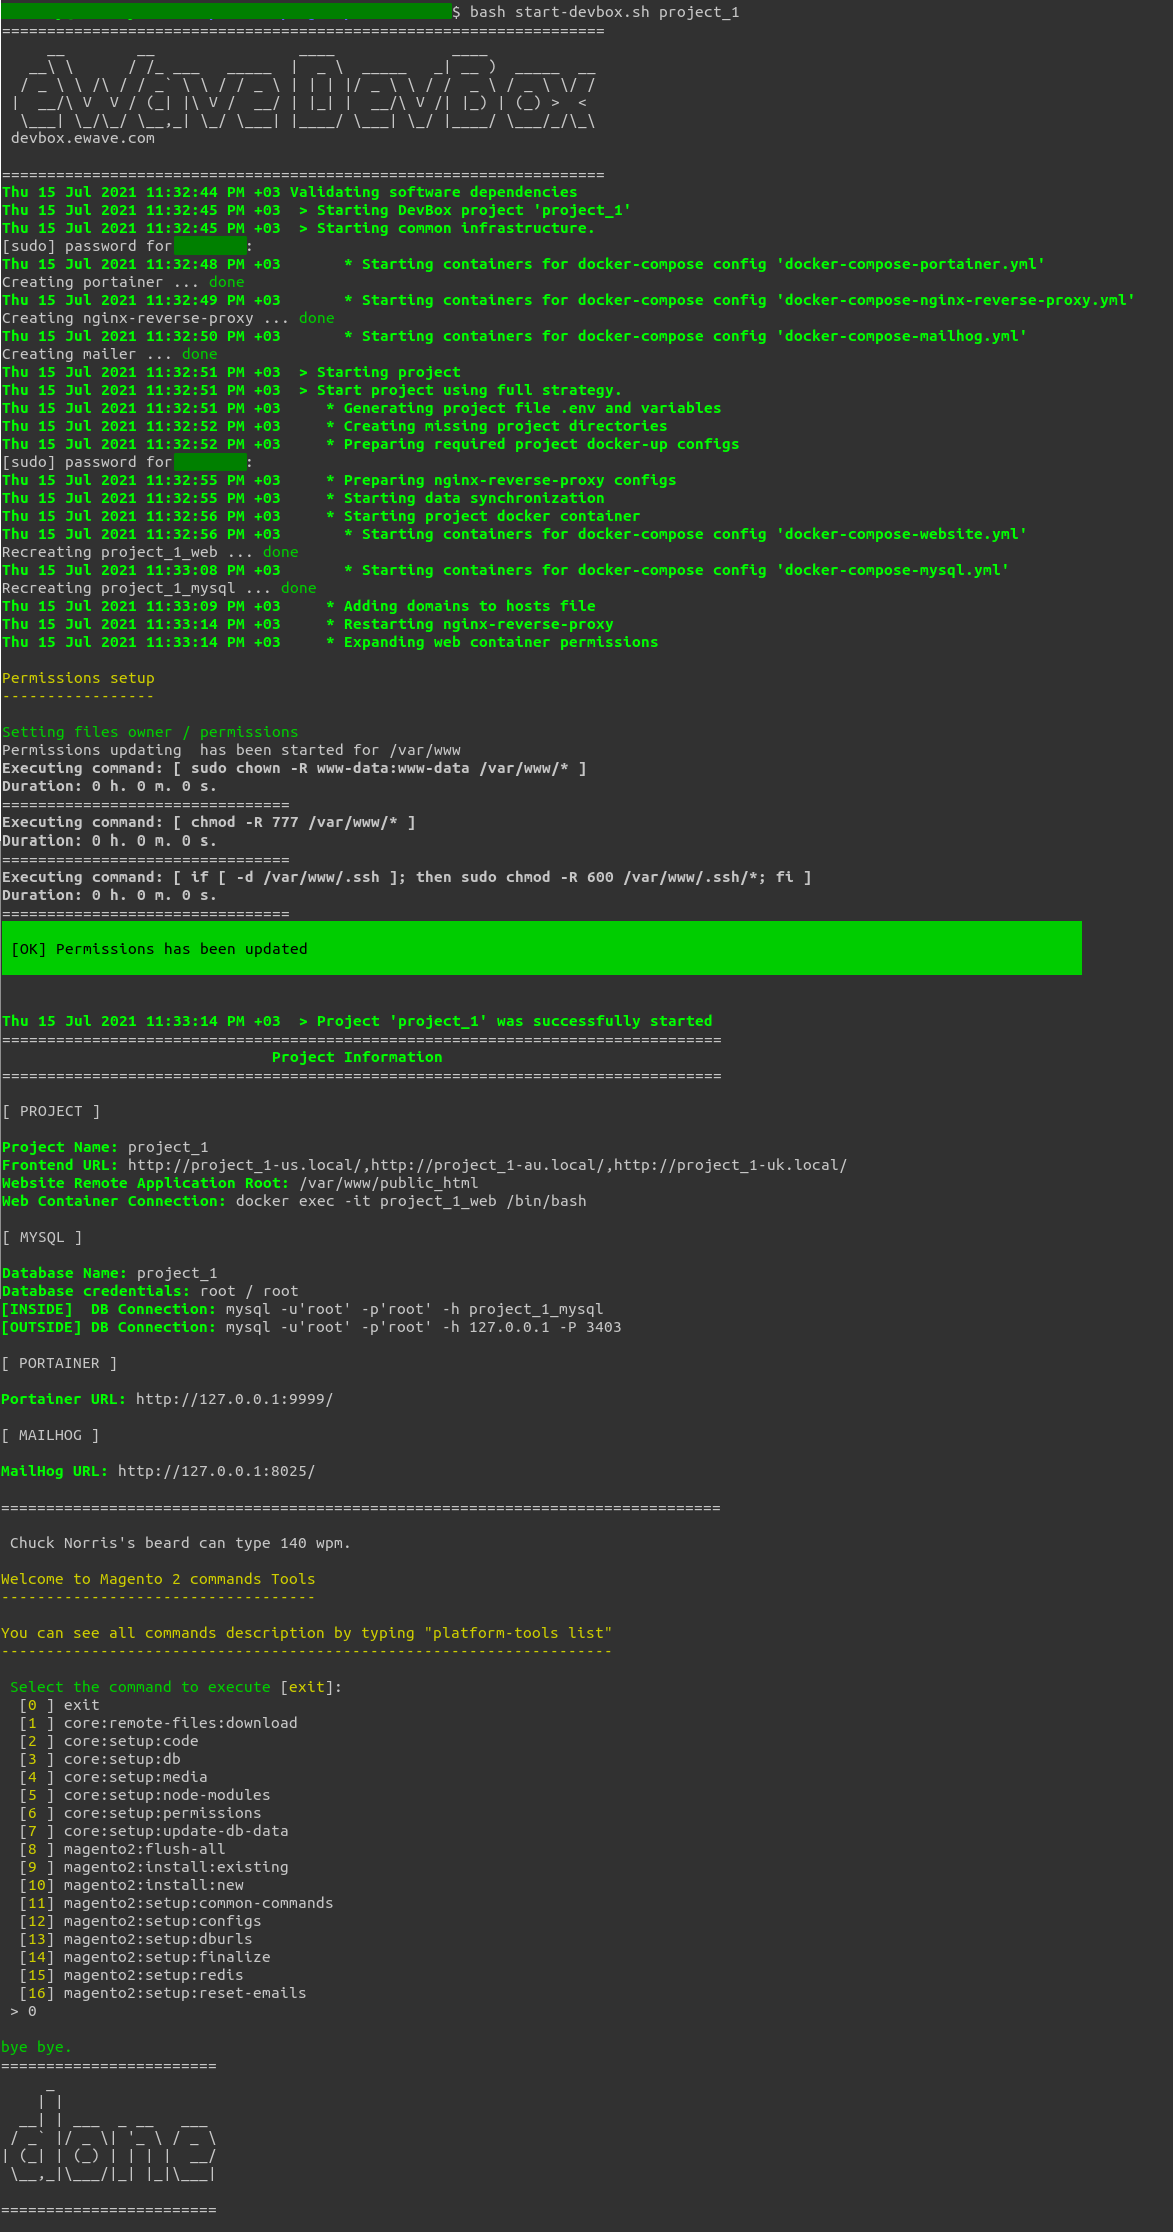 $ bash start-devbox.sh project_1
===================================================================
eWave DevBox
devbox.ewave.com
===================================================================
Thu 15 Jul 2021 11:32:44 PM +03 Validating software dependencies
Thu 15 Jul 2021 11:32:45 PM +03  > Starting DevBox project 'project_1'
Thu 15 Jul 2021 11:32:45 PM +03  > Starting common infrastructure.
[sudo] password for         :
Thu 15 Jul 2021 11:32:48 PM +03       * Starting containers for docker-compose config 'docker-compose-portainer.yml'
Creating portainer ... done
Thu 15 Jul 2021 11:32:49 PM +03       * Starting containers for docker-compose config 'docker-compose-nginx-reverse-proxy.yml'
Creating nginx-reverse-proxy ... done
Thu 15 Jul 2021 11:32:50 PM +03       * Starting containers for docker-compose config 'docker-compose-mailhog.yml'
Creating mailer ... done
Thu 15 Jul 2021 11:32:51 PM +03  > Starting project
Thu 15 Jul 2021 11:32:51 PM +03  > Start project using full strategy.
Thu 15 Jul 2021 11:32:51 PM +03     * Generating project file .env and variables
Thu 15 Jul 2021 11:32:52 PM +03     * Creating missing project directories
Thu 15 Jul 2021 11:32:52 PM +03     * Preparing required project docker-up configs
[sudo] password for         :
Thu 15 Jul 2021 11:32:55 PM +03     * Preparing nginx-reverse-proxy configs
Thu 15 Jul 2021 11:32:55 PM +03     * Starting data synchronization
Thu 15 Jul 2021 11:32:56 PM +03     * Starting project docker container
Thu 15 Jul 2021 11:32:56 PM +03       * Starting containers for docker-compose config 'docker-compose-website.yml'
Recreating project_1_web ... done
Thu 15 Jul 2021 11:33:08 PM +03       * Starting containers for docker-compose config 'docker-compose-mysql.yml'
Recreating project_1_mysql ... done
Thu 15 Jul 2021 11:33:09 PM +03     * Adding domains to hosts file
Thu 15 Jul 2021 11:33:14 PM +03     * Restarting nginx-reverse-proxy
Thu 15 Jul 2021 11:33:14 PM +03     * Expanding web container permissions
Permissions setup
-----------------
Setting files owner / permissions
Permissions updating  has been started for /var/www
Executing command: [ sudo chown -R www-data:www-data /var/www/* ]
Duration: 0 h. 0 m. 0 s.
================================
Executing command: [ chmod -R 777 /var/www/* ]
Duration: 0 h. 0 m. 0 s.
================================
Executing command: [ if [ -d /var/www/.ssh ]; then sudo chmod -R 600 /var/www/.ssh/*; fi ]
Duration: 0 h. 0 m. 0 s.
================================
[OK] Permissions has been updated
Thu 15 Jul 2021 11:33:14 PM +03  > Project 'project_1' was successfully started
================================================================================
Project Information
================================================================================
[ PROJECT ]
Project Name: project_1
Frontend URL: http://project_1-us.local/,http://project_1-au.local/,http://project_1-uk.local/
Website Remote Application Root: /var/www/public_html
Web Container Connection: docker exec -it project_1_web /bin/bash
[ MYSQL ]
Database Name: project_1
Database credentials: root / root
[INSIDE]  DB Connection: mysql -u'root' -p'root' -h project_1_mysql
[OUTSIDE] DB Connection: mysql -u'root' -p'root' -h 127.0.0.1 -P 3403
[ PORTAINER ]
Portainer URL: http://127.0.0.1:9999/
[ MAILHOG ]
MailHog URL: http://127.0.0.1:8025/
================================================================================
Chuck Norris's beard can type 140 wpm.
Welcome to Magento 2 commands Tools
-----------------------------------
You can see all commands description by typing "platform-tools list"
--------------------------------------------------------------------
Select the command to execute [exit]:
[0 ] exit
[1 ] core:remote-files:download
[2 ] core:setup:code
[3 ] core:setup:db
[4 ] core:setup:media
[5 ] core:setup:node-modules
[6 ] core:setup:permissions
[7 ] core:setup:update-db-data
[8 ] magento2:flush-all
[9 ] magento2:install:existing
[10] magento2:install:new
[11] magento2:setup:common-commands
[12] magento2:setup:configs
[13] magento2:setup:dburls
[14] magento2:setup:finalize
[15] magento2:setup:redis
[16] magento2:setup:reset-emails
> 0
bye bye.
========================
done
========================